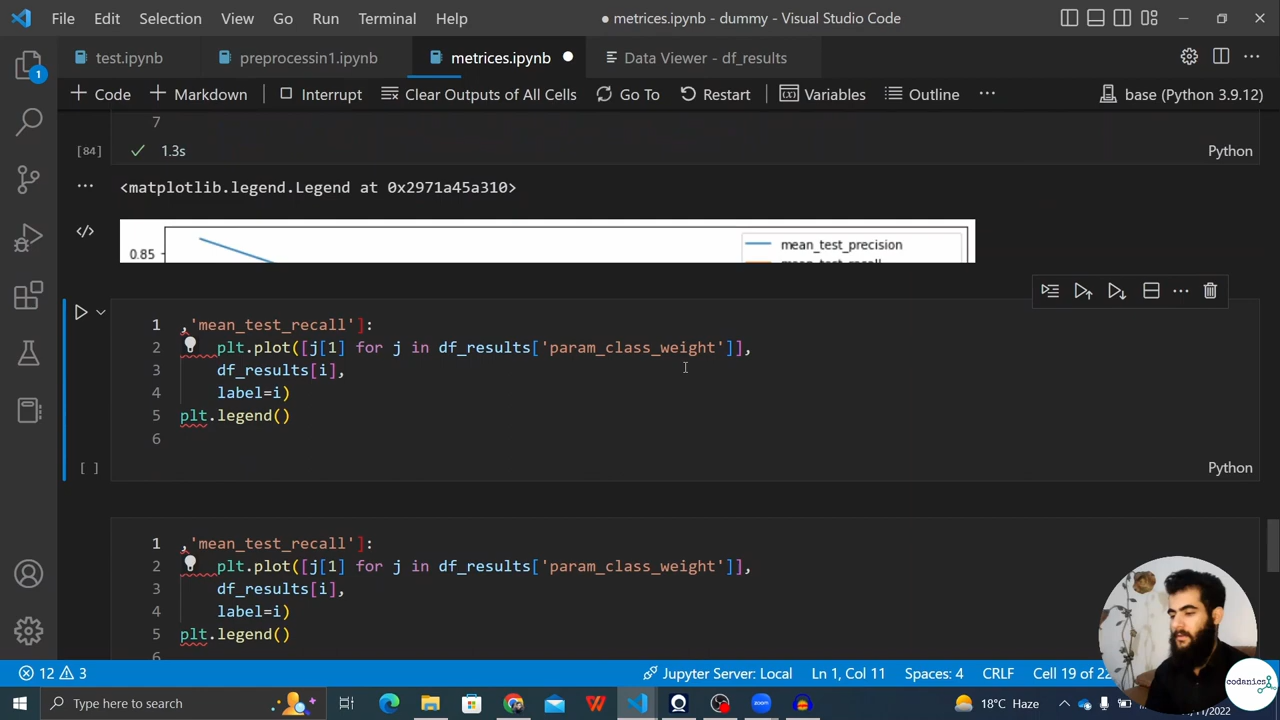 File Edit Selection View Go Run Terminal Help ● metrices.ipynb - dummy - Visual Studio Code
test.ipynb preprocessin1.ipynb metrices.ipynb Data Viewer - df_results
1
+ Code + Markdown Interrupt Clear Outputs of All Cells Go To Restart Variables Outline ··· base (Python 3.9.12)
7
[84] 1.3s Python
<matplotlib.legend.Legend at 0x2971a45a310>
mean_test_precision
0.85
1 ,'mean_test_recall']:
2 plt.plot([j[1] for j in df_results['param_class_weight']],
3 df_results[i],
4 label=i)
5 plt.legend()
6
[ ] Python
1 ,'mean_test_recall']:
2 plt.plot([j[1] for j in df_results['param_class_weight']],
3 df_results[i],
4 label=i)
5 plt.legend()
6
codanics
12 3 Jupyter Server: Local Ln 1, Col 11 Spaces: 4 CRLF Cell 19 of 22
Type here to search 18°C Haze